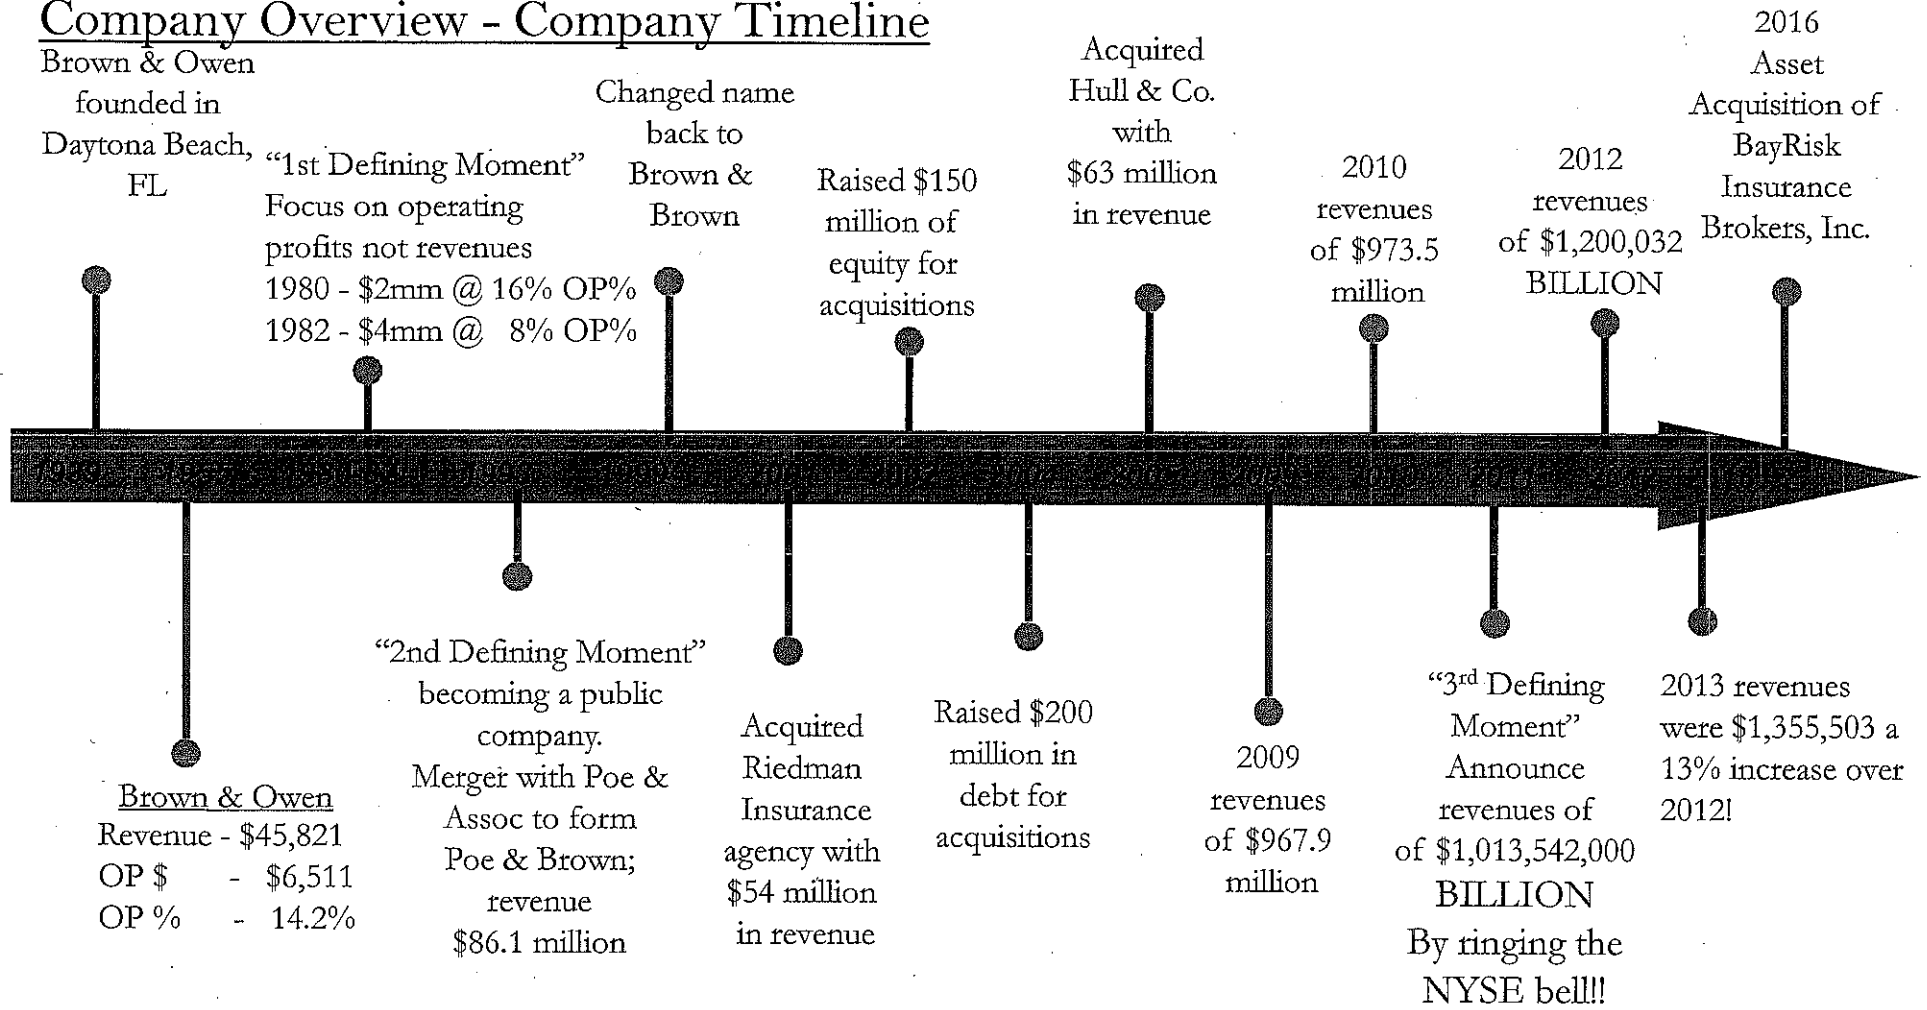 Company Overview - Company Timeline
Brown & Owen
founded in
Daytona Beach,
FL
"1st Defining Moment"
Focus on operating
profits not revenues
1980 - $2mm @ 16% OP%
1982 - $4mm @ 8% OP%
Changed name
back to
Brown &
Brown
Raised $150
million of
equity for
acquisitions
Acquired
Hull & Co.
with
$63 million
in revenue
2010
revenues
of $973.5
million
2012
revenues
of $1,200,032
BILLION
2016
Asset
Acquisition of
BayRisk
Insurance
Brokers, Inc.
Brown & Owen
Revenue - $45,821
OP $ - $6,511
OP % - 14.2%
"2nd Defining Moment"
becoming a public
company.
Merger with Poe &
Assoc to form
Poe & Brown;
revenue
$86.1 million
Acquired
Riedman
Insurance
agency with
$54 million
in revenue
Raised $200
million in
debt for
acquisitions
2009
revenues
of $967.9
million
"3rd Defining
Moment"
Announce
revenues of
of $1,013,542,000
BILLION
By ringing the
NYSE bell!!
2013 revenues
were $1,355,503 a
13% increase over
2012!